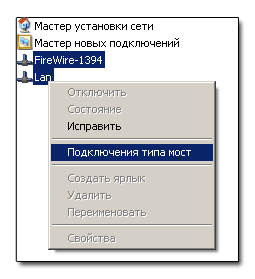 Мастер установки сети
Мастер новых подключений
FireWire-1394
Lan
Отключить
Состояние
Исправить
Подключения типа мост
Создать ярлык
Удалить
Переименовать
Свойства